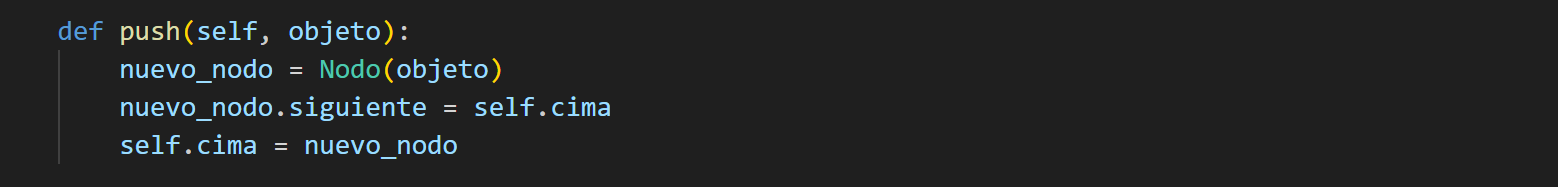 def push(self, objeto):
    nuevo_nodo = Nodo(objeto)
    nuevo_nodo.siguiente = self.cima
    self.cima = nuevo_nodo